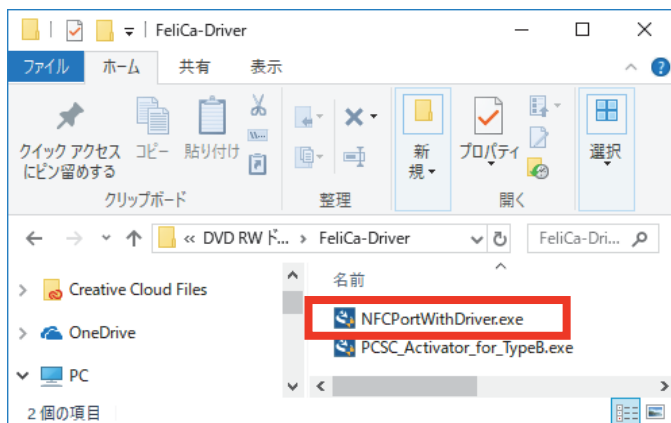 FeliCa-Driver
ファイル ホーム 共有 表示
クイック アクセス
にピン留めする
コピー
貼り付け
新
規
プロパティ
選択
クリップボード 整理 開く
« DVD RW ド... › FeliCa-Driver
FeliCa-Dri...
Creative Cloud Files
OneDrive
PC
名前
NFCPortWithDriver.exe
PCSC_Activator_for_TypeB.exe
2 個の項目